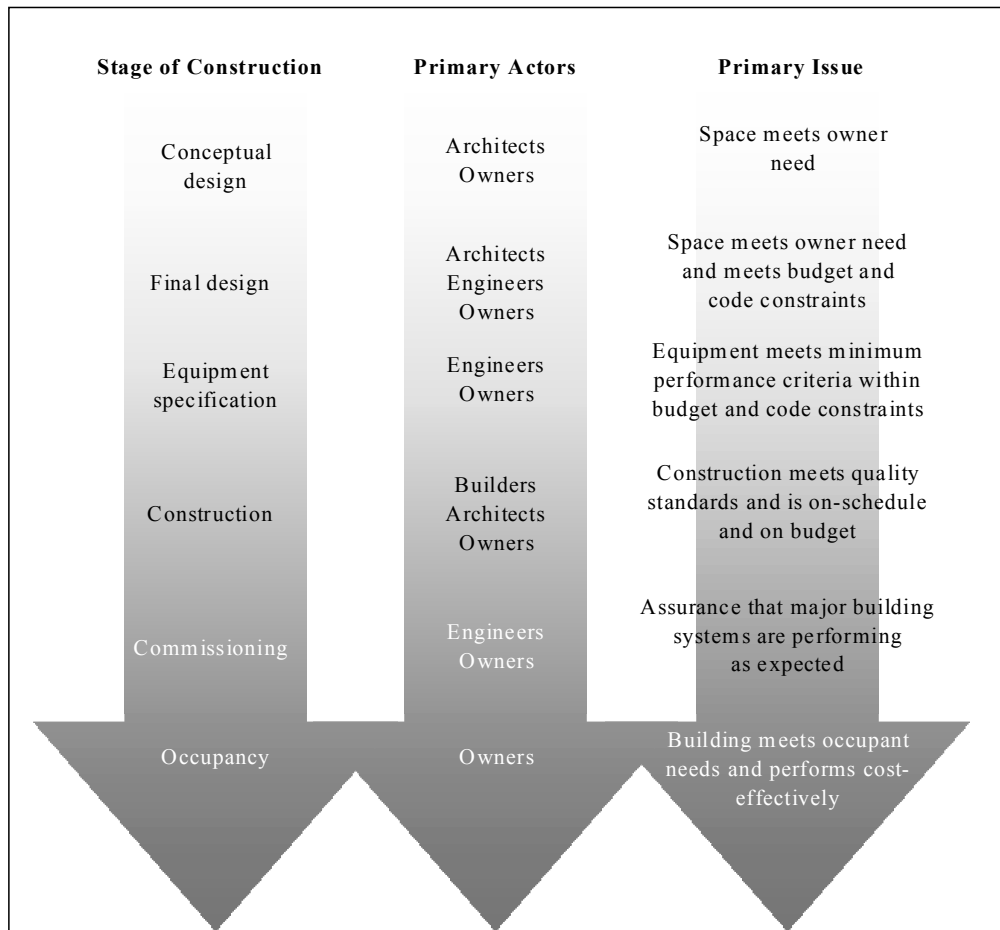 Stage of Construction
Primary Actors
Primary Issue
Conceptual
design
Architects
Owners
Space meets owner
need
Final design
Architects
Engineers
Owners
Space meets owner need
and meets budget and
code constraints
Equipment
specification
Engineers
Owners
Equipment meets minimum
performance criteria within
budget and code constraints
Construction
Builders
Architects
Owners
Construction meets quality
standards and is on-schedule
and on budget
Commissioning
Engineers
Owners
Assurance that major building
systems are performing
as expected
Occupancy
Owners
Building meets occupant
needs and performs cost-
effectively